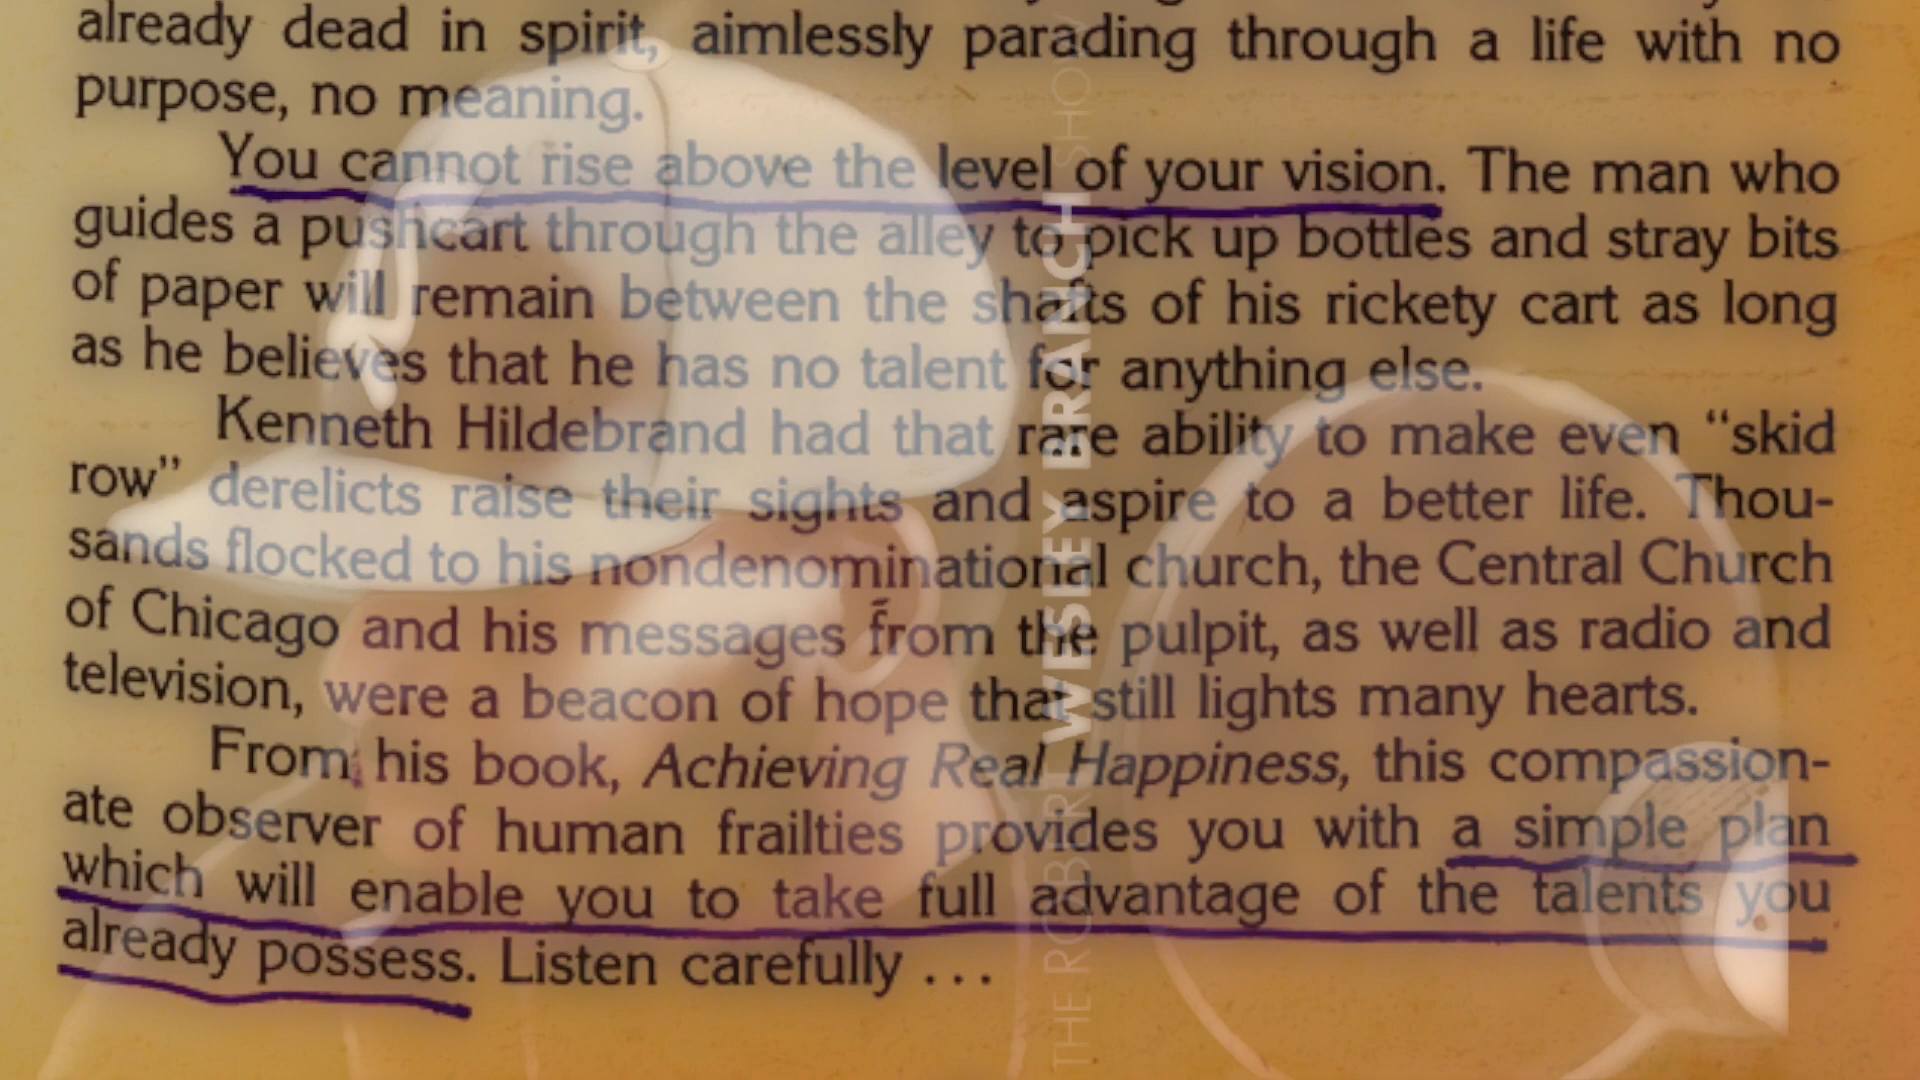 already dead in spirit, aimlessly parading through a life with no
purpose, no meaning.
You cannot rise above the level of your vision. The man who
guides a pushcart through the alley to pick up bottles and stray bits
of paper will remain between the shafts of his rickety cart as long
as he believes that he has no talent for anything else.
Kenneth Hildebrand had that rare ability to make even “skid
row” derelicts raise their sights and aspire to a better life. Thou-
sands flocked to his nondenominational church, the Central Church
of Chicago and his messages from the pulpit, as well as radio and
television, were a beacon of hope that still lights many hearts.
From his book, Achieving Real Happiness, this compassion-
ate observer of human frailties provides you with a simple plan
which will enable you to take full advantage of the talents you
already possess. Listen carefully ...
THE ROBERT WESLEY BRANCH SHOW